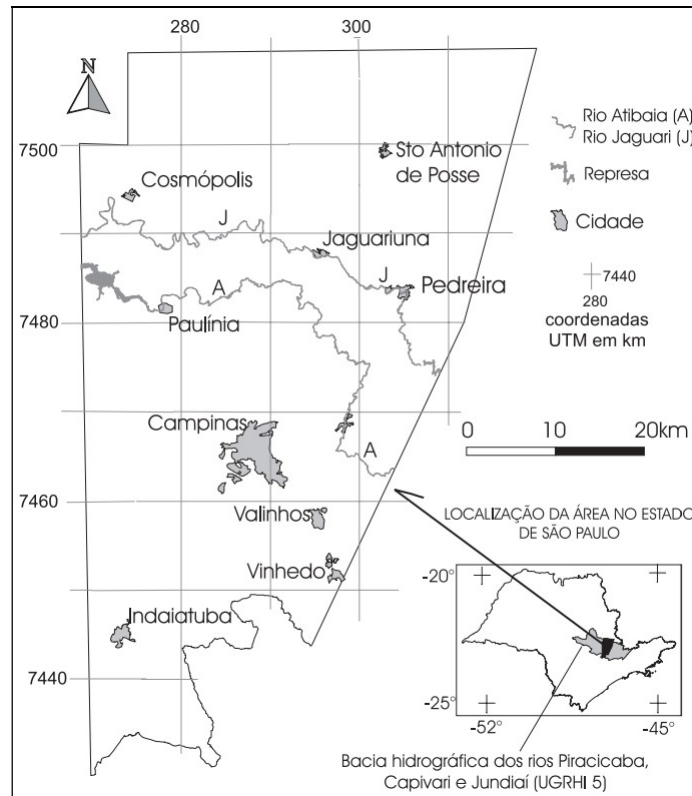 280
300
N
7500
7480
7460
7440
Cosmópolis
Sto Antonio
de Posse
J
Jaguariuna
J
Pedreira
A
Paulínia
Campinas
A
Valinhos
Vinhedo
Indaiatuba
Rio Atibaia (A)
Rio Jaguari (J)
Represa
Cidade
7440
280
coordenadas
UTM em km
0 10 20km
LOCALIZAÇÃO DA ÁREA NO ESTADO
DE SÃO PAULO
-20°
-25°
-52°
-45°
Bacia hidrográfica dos rios Piracicaba,
Capivari e Jundiaí (UGRHI 5)